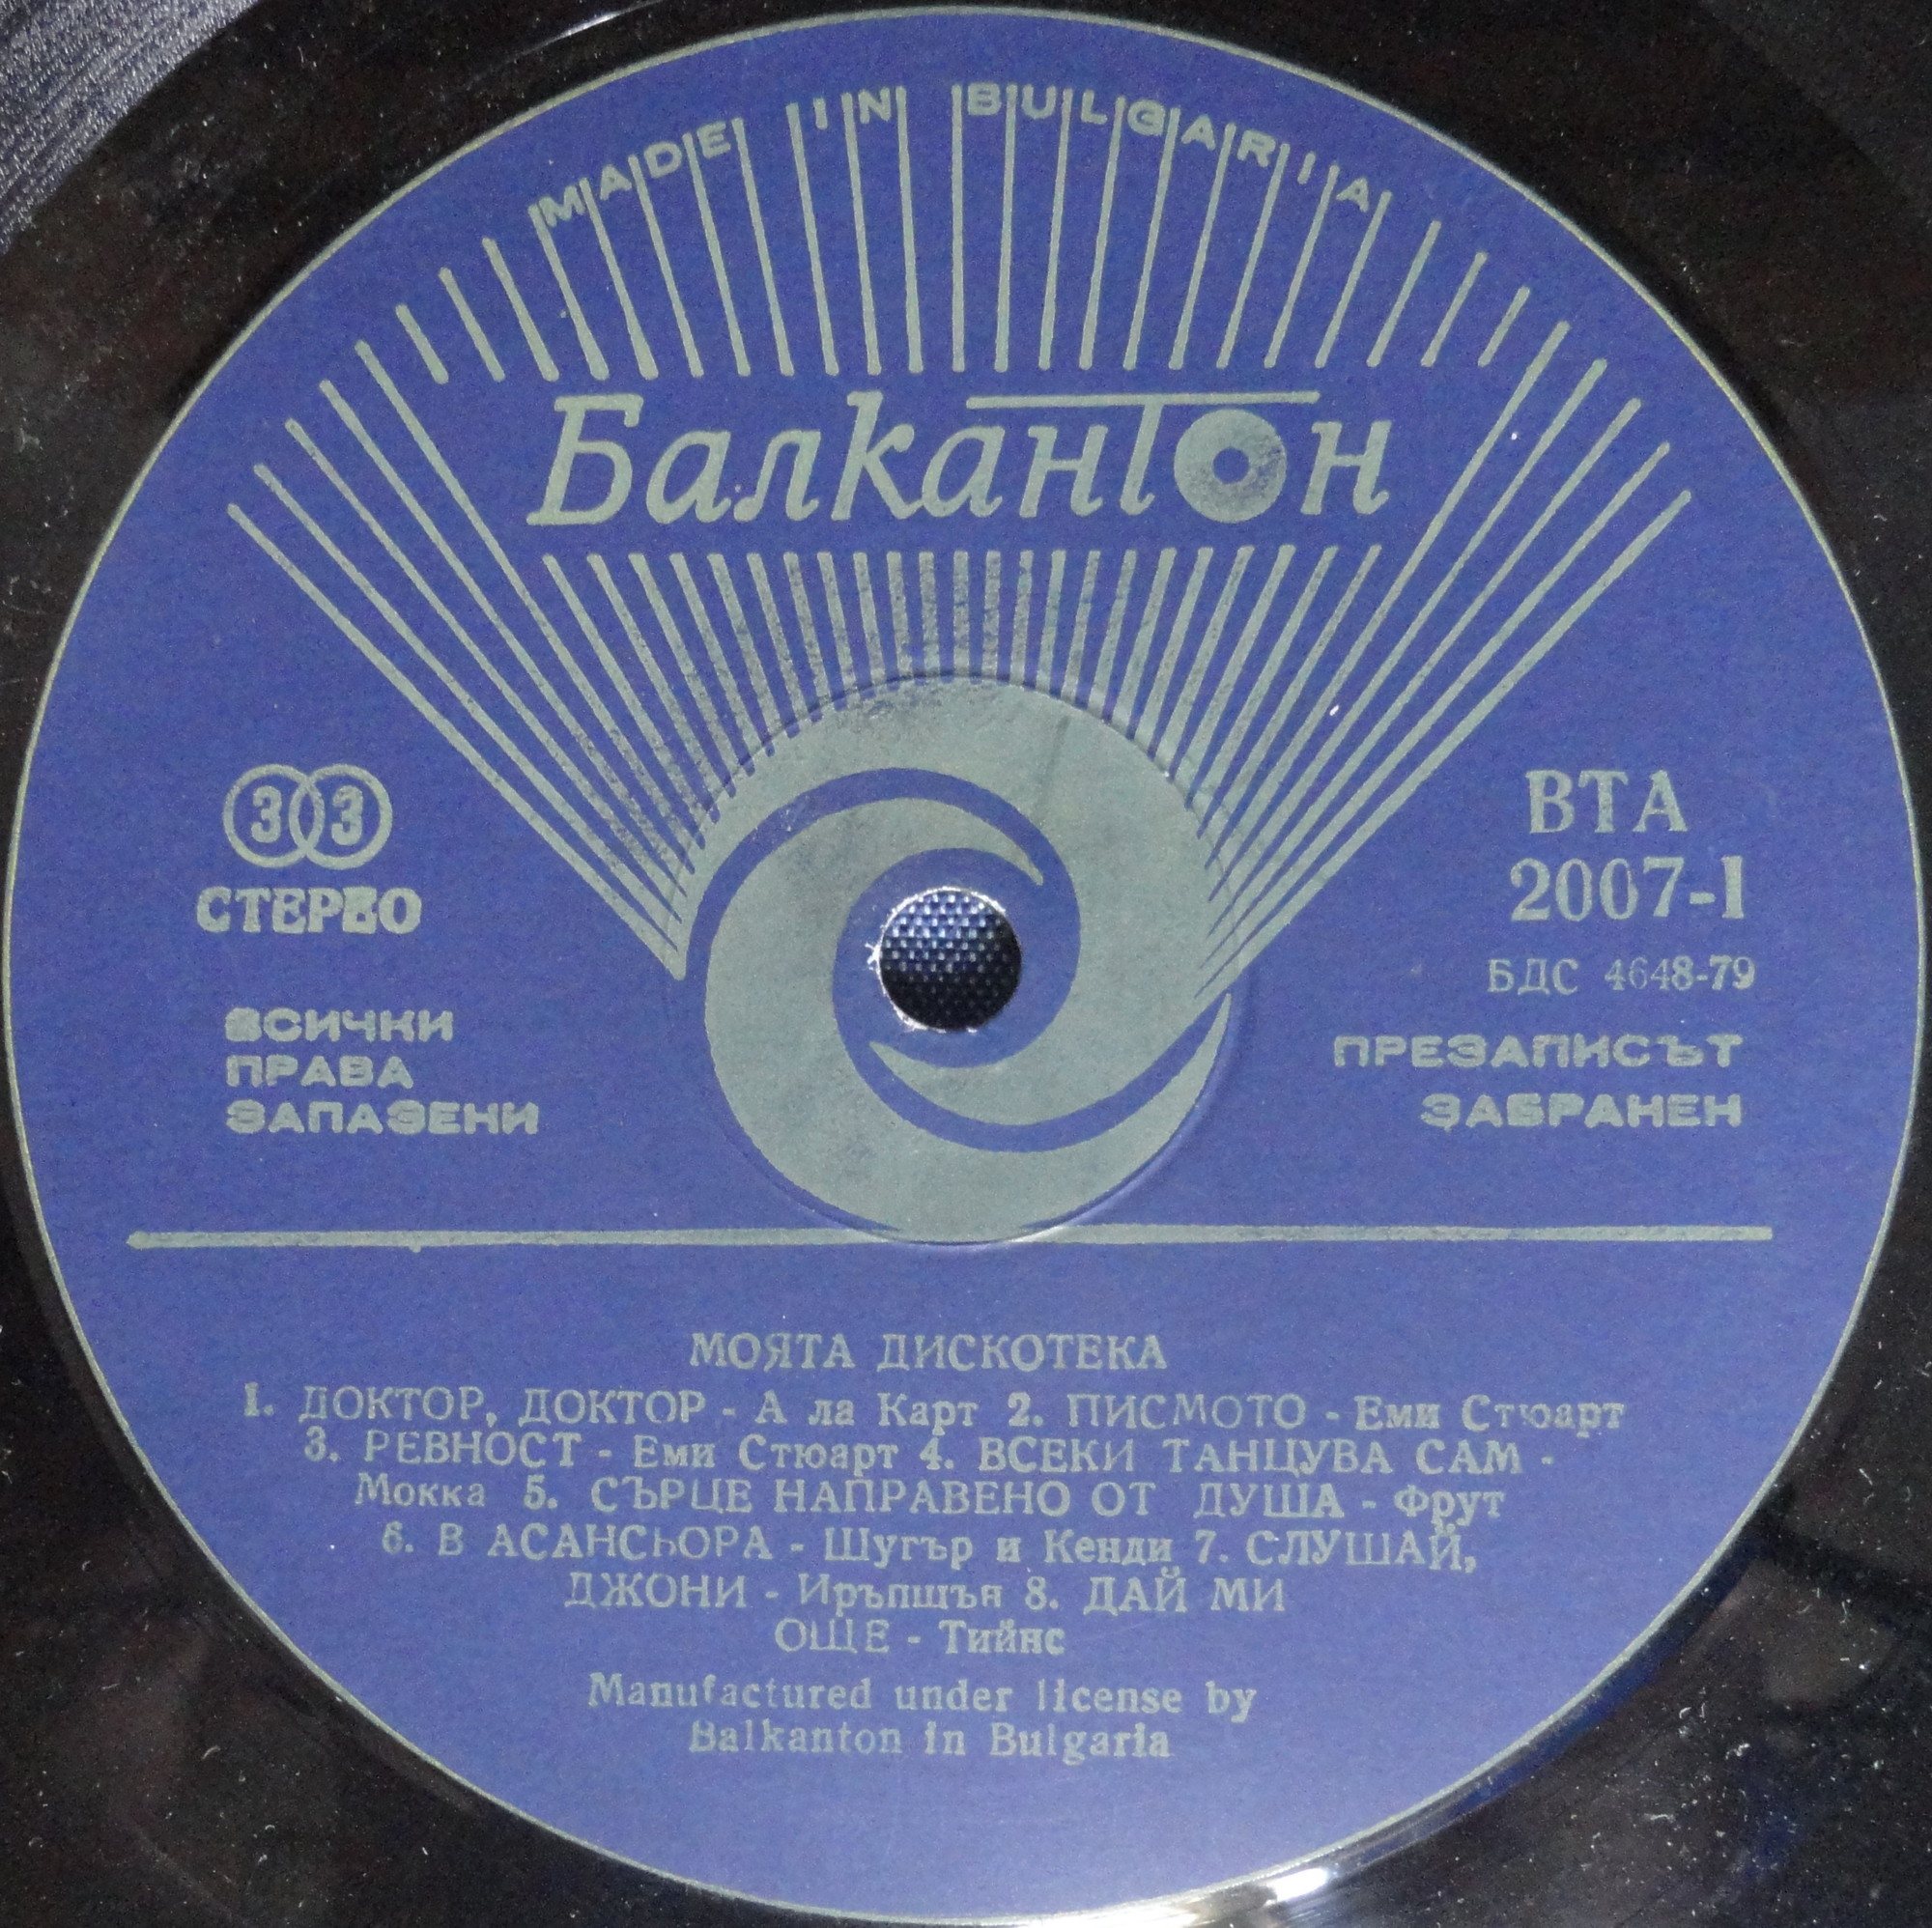 MADE IN BULGARIA
Балкантон
33
СТЕРЕО
ВСИЧКИ
ПРАВА
ЗАПАЗЕНИ
ВТА
2007-1
БДС 4648-79
ПРЕЗАПИСЪТ
ЗАБРАНЕН
МОЯТА ДИСКОТЕКА
1. ДОКТОР, ДОКТОР - А ла Карт 2. ПИСМОТО - Еми Стюарт
3. РЕВНОСТ - Еми Стюарт 4. ВСЕКИ ТАНЦУВА САМ -
Мокка 5. СЪРЦЕ НАПРАВЕНО ОТ ДУША - Фрут
6. В АСАНСЬОРА - Шугър и Кенди 7. СЛУШАЙ,
ДЖОНИ - Иръпшън 8. ДАЙ МИ
ОЩЕ - Тийнс
Manufactured under license by
Balkanton in Bulgaria